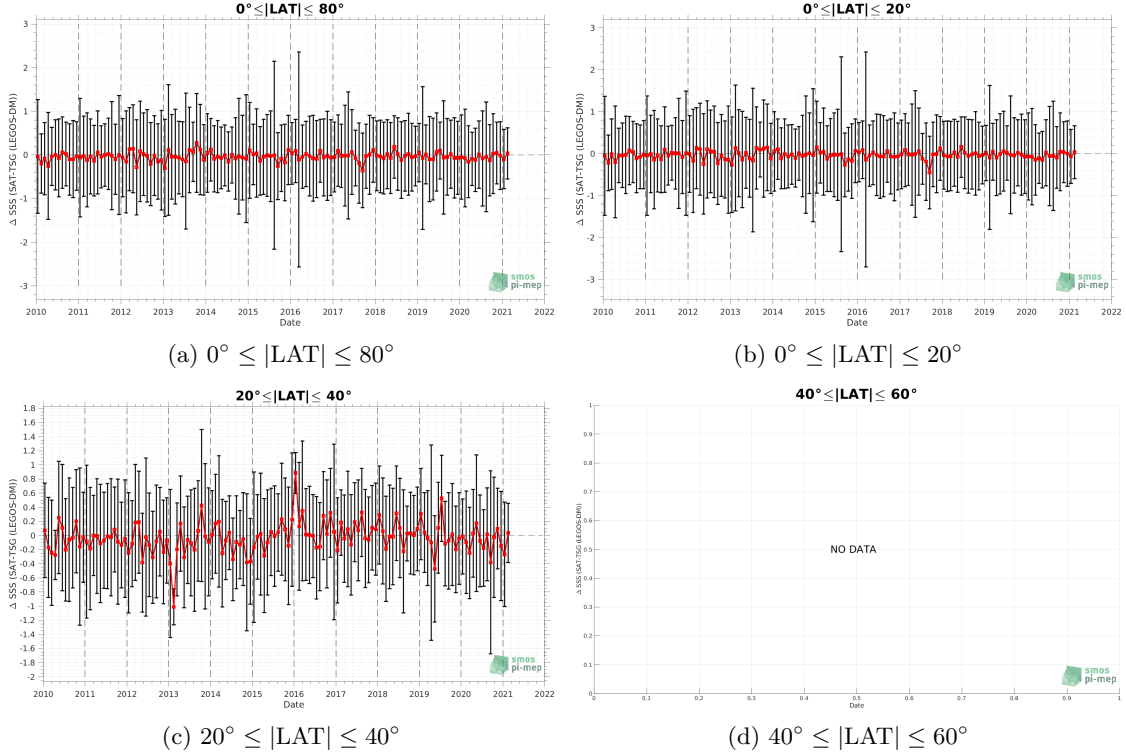 0°≤|LAT|≤ 80°
3
2
1
0
-1
-2
-3
Δ SSS (SAT-TSG (LEGOS-DM))
2010 2011 2012 2013 2014 2015 2016 2017 2018 2019 2020 2021 2022
Date
smos
pi-mep
(a) 0° ≤ |LAT| ≤ 80°
0°≤|LAT|≤ 20°
3
2
1
0
-1
-2
-3
Δ SSS (SAT-TSG (LEGOS-DM))
2010 2011 2012 2013 2014 2015 2016 2017 2018 2019 2020 2021 2022
Date
smos
pi-mep
(b) 0° ≤ |LAT| ≤ 20°
20°≤|LAT|≤ 40°
1.8
1.6
1.4
1.2
1
0.8
0.6
0.4
0.2
0
-0.2
-0.4
-0.6
-0.8
-1
-1.2
-1.4
-1.6
-1.8
-2
Δ SSS (SAT-TSG (LEGOS-DM))
2010 2011 2012 2013 2014 2015 2016 2017 2018 2019 2020 2021 2022
Date
smos
pi-mep
(c) 20° ≤ |LAT| ≤ 40°
40°≤|LAT|≤ 60°
1
0.9
0.8
0.7
0.6
0.5
0.4
0.3
0.2
0.1
0
Δ SSS (SAT-TSG (LEGOS-DM))
NO DATA
0 0.1 0.2 0.3 0.4 0.5 0.6 0.7 0.8 0.9 1
Date
smos
pi-mep
(d) 40° ≤ |LAT| ≤ 60°